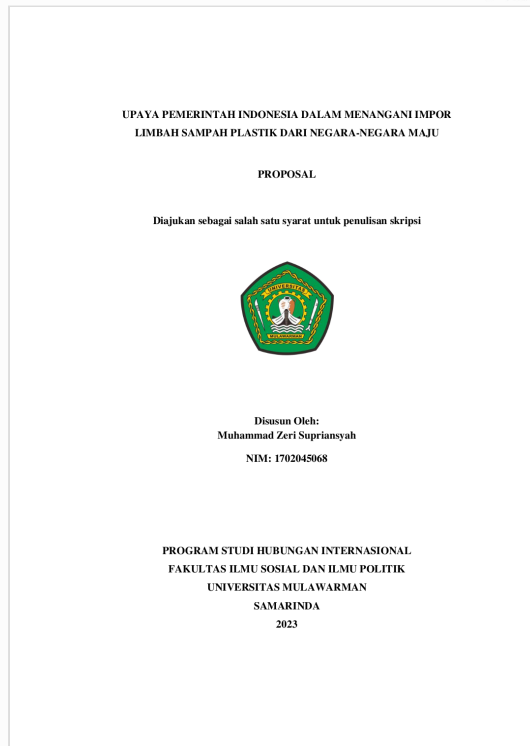 UPAYA PEMERINTAH INDONESIA DALAM MENANGANI IMPOR
LIMBAH SAMPAH PLASTIK DARI NEGARA-NEGARA MAJU
PROPOSAL
Diajukan sebagai salah satu syarat untuk penulisan skripsi
UNIVERSITAS
MULAWARMAN
Disusun Oleh:
Muhammad Zeri Supriansyah
NIM: 1702045068
PROGRAM STUDI HUBUNGAN INTERNASIONAL
FAKULTAS ILMU SOSIAL DAN ILMU POLITIK
UNIVERSITAS MULAWARMAN
SAMARINDA
2023